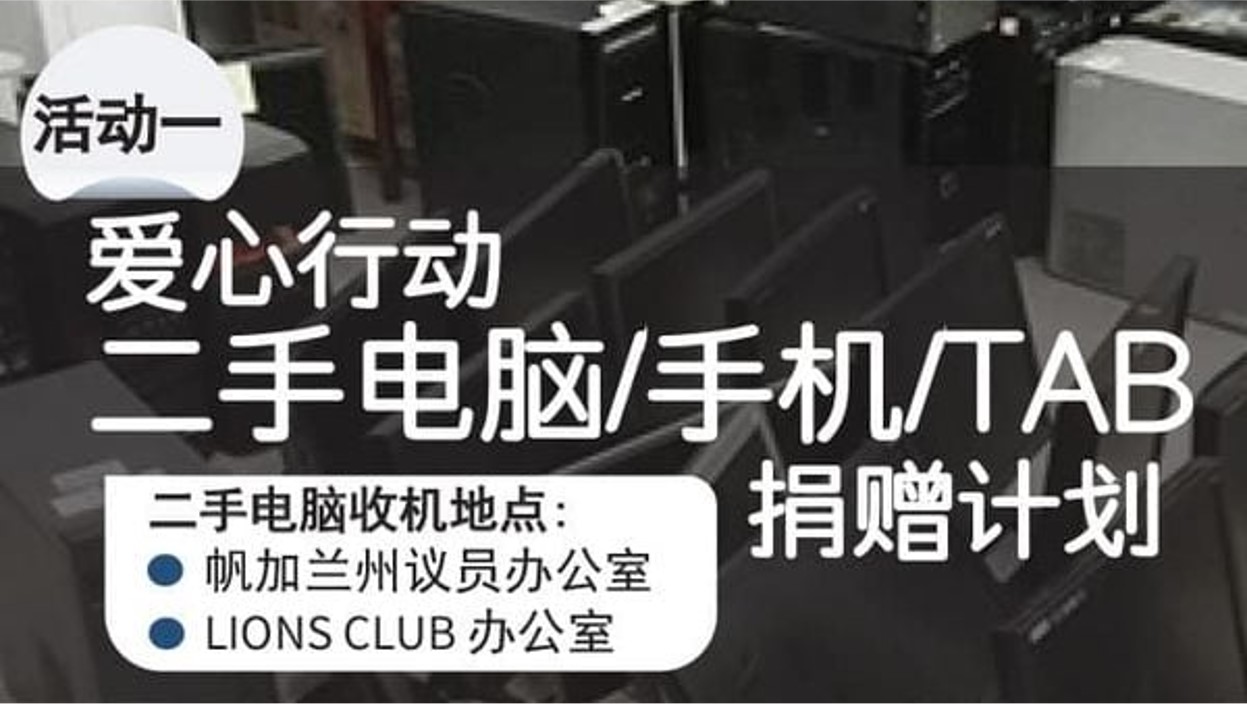 活动一
爱心行动
二手电脑/手机/TAB
捐赠计划
二手电脑收机地点：
● 帆加兰州议员办公室
● LIONS CLUB 办公室